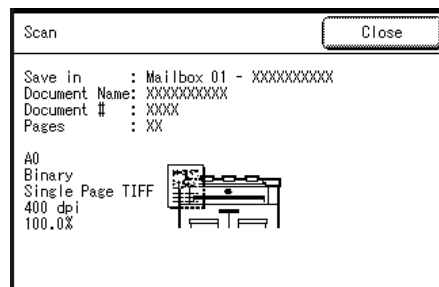 Scan
Close
Save in : Mailbox 01 - XXXXXXXXXX
Document Name: XXXXXXXXXX
Document # : XXXX
Pages : XX
A0
Binary
Single Page TIFF
400 dpi
100.0%